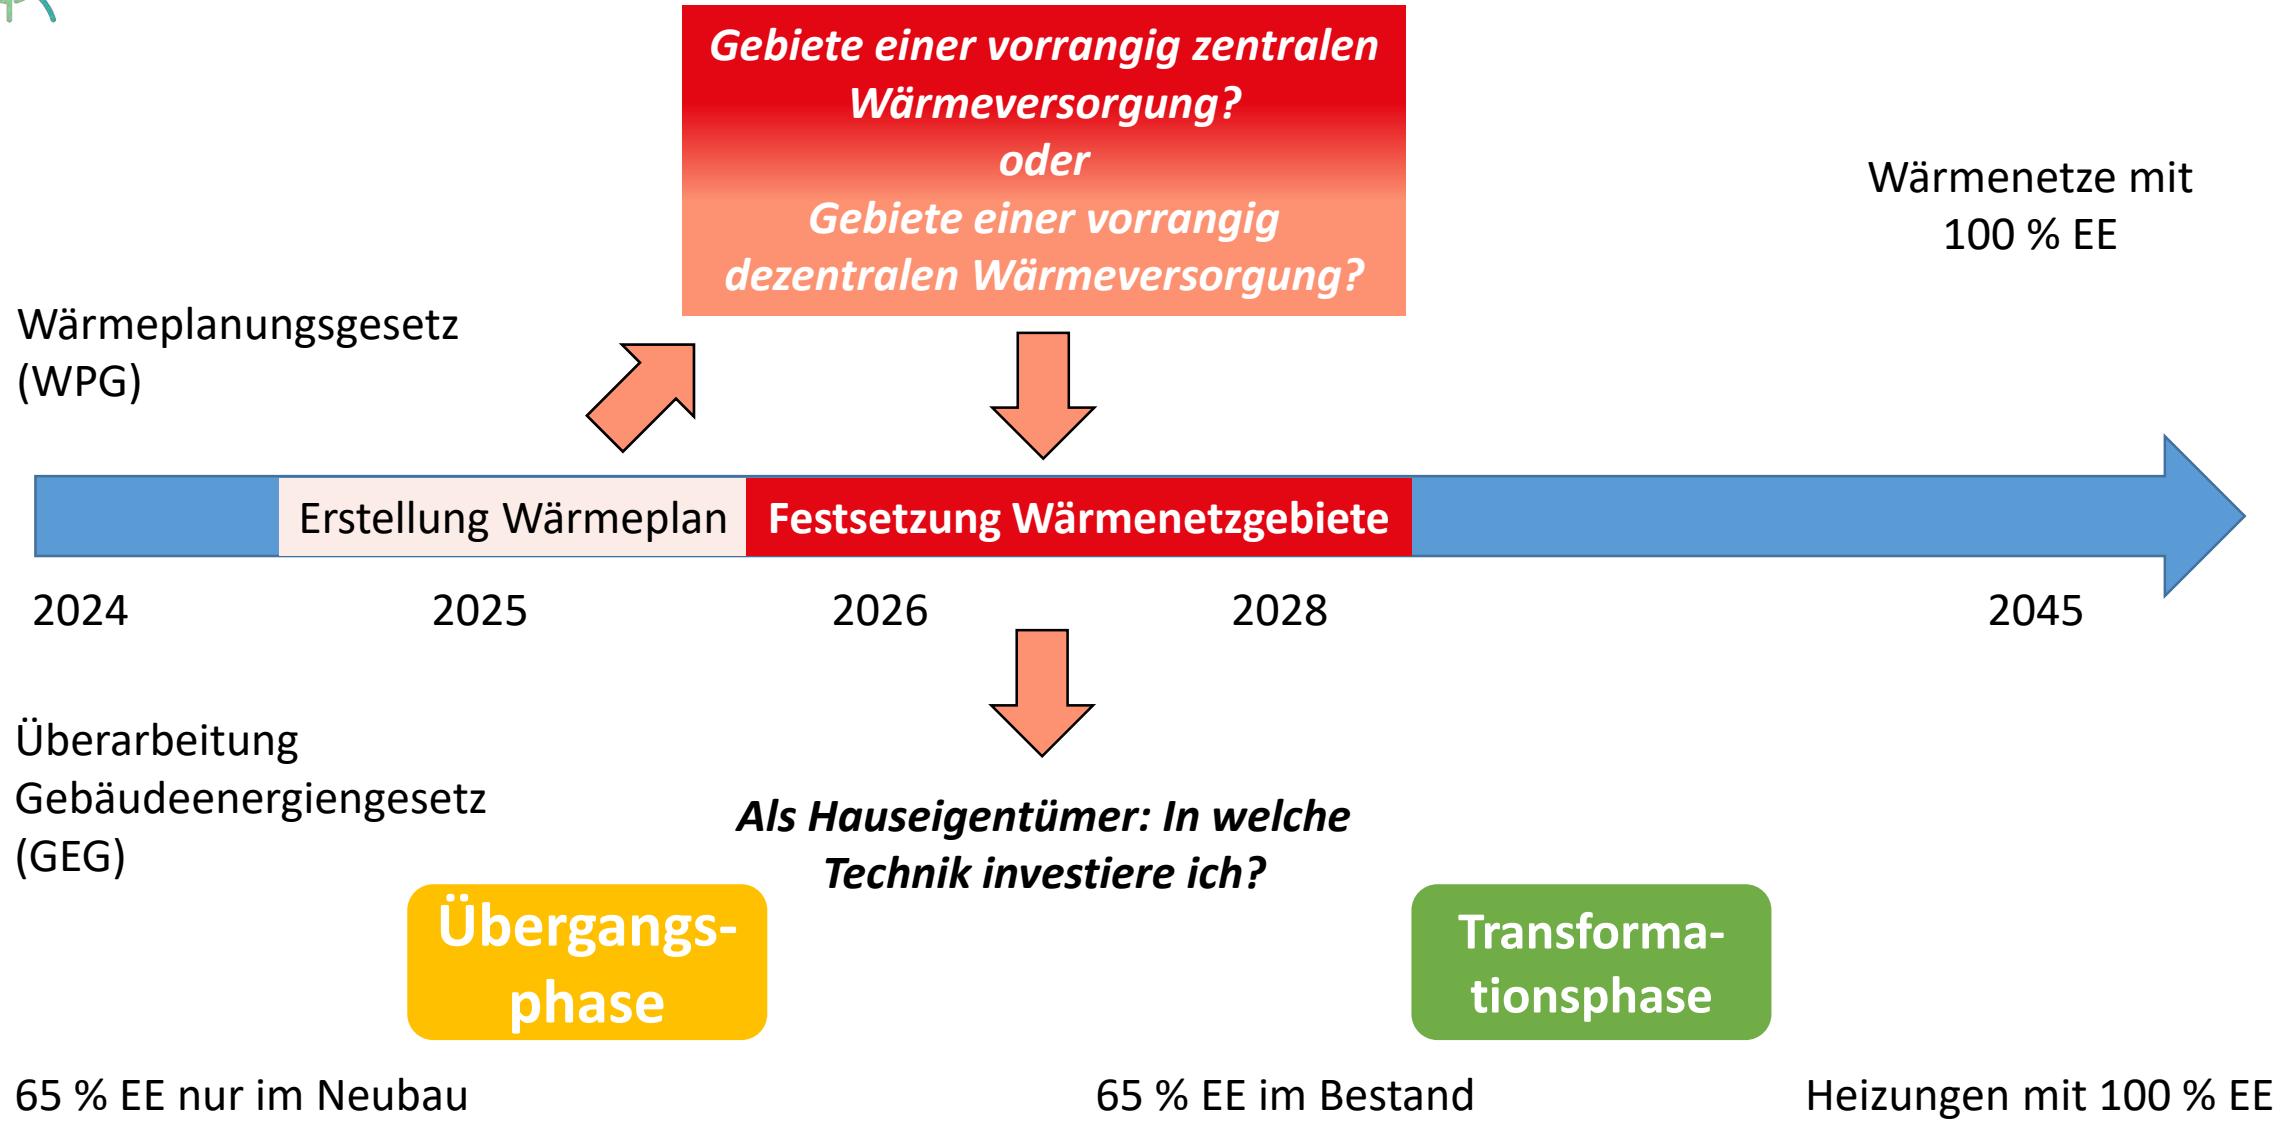 Gebiete einer vorrangig zentralen
Wärmeversorgung?
oder
Gebiete einer vorrangig
dezentralen Wärmeversorgung?
Wärmenetze mit
100 % EE
Wärmeplanungsgesetz
(WPG)
Erstellung Wärmeplan
Festsetzung Wärmenetzgebiete
2024
2025
2026
2028
2045
Überarbeitung
Gebäudeenergiengesetz
(GEG)
Als Hauseigentümer: In welche
Technik investiere ich?
Übergangs-
phase
Transforma-
tionsphase
65 % EE nur im Neubau
65 % EE im Bestand
Heizungen mit 100 % EE